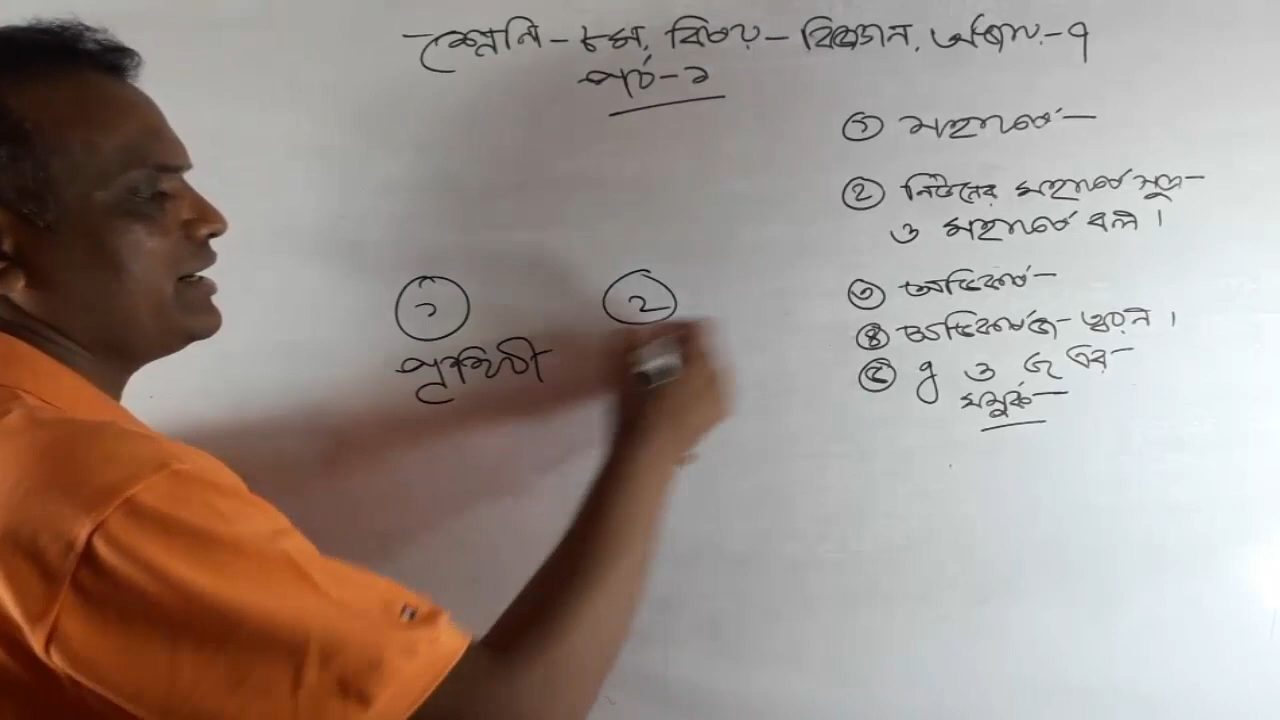 শ্রেনি - ৮ম, বিষয় - বিজ্ঞান, অধ্যায় - ৭
পাঠ - ১
১ মহাকর্ষ -
২ নিউটনের মহাকর্ষ সূত্র -
ও মহাকর্ষ বল।
৩ অভিকর্ষ -
৪ অভিকর্ষজ - ত্বরন।
৫ g ও এর -
সম্পর্ক -
১
২
পৃথিবী